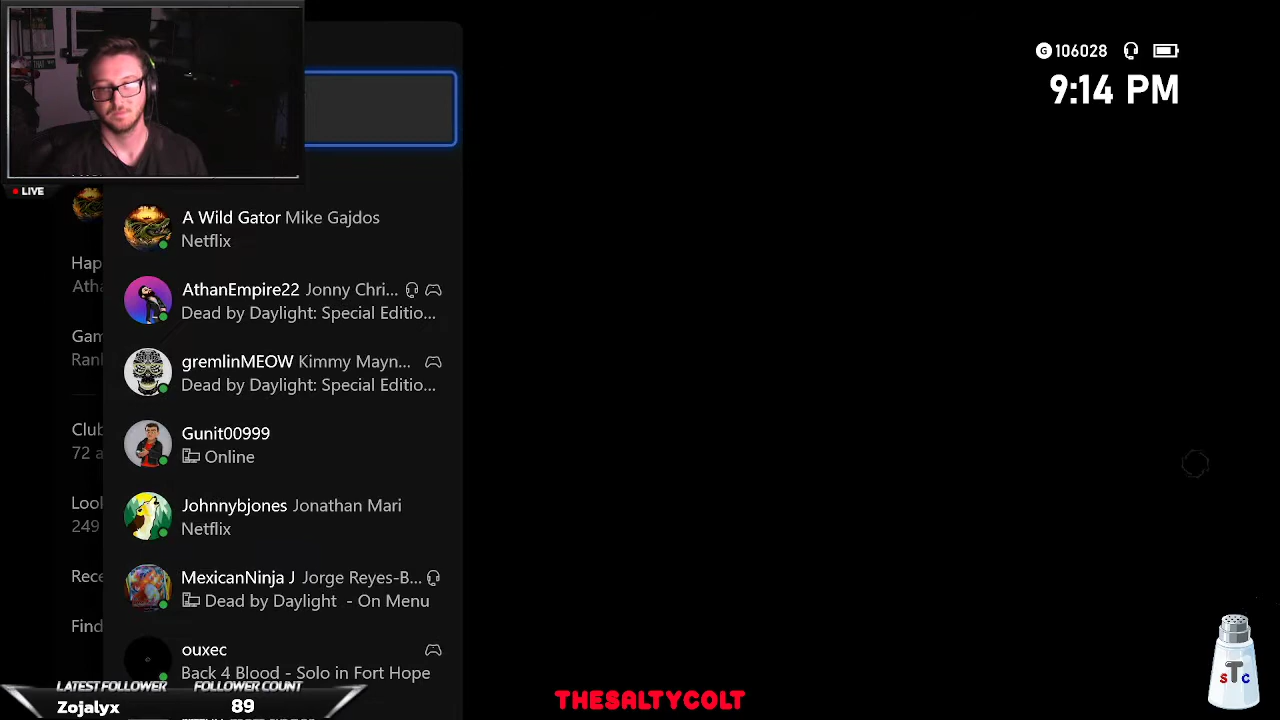 G 106028
9:14 PM
LIVE
A Wild Gator Mike Gajdos
Netflix
Hap
Ath
AthanEmpire22 Jonny Chri...
Dead by Daylight: Special Editio...
Gam
Ran
gremlinMEOW Kimmy Mayn...
Dead by Daylight: Special Editio...
Club
72 a
Gunit00999
Online
Loo
249
Johnnybjones Jonathan Mari
Netflix
Rece
MexicanNinja J Jorge Reyes-B...
Dead by Daylight - On Menu
Find
ouxec
Back 4 Blood - Solo in Fort Hope
LATEST FOLLOWER
Zojalyx
FOLLOWER COUNT
89
THESALTYCOLT
STC